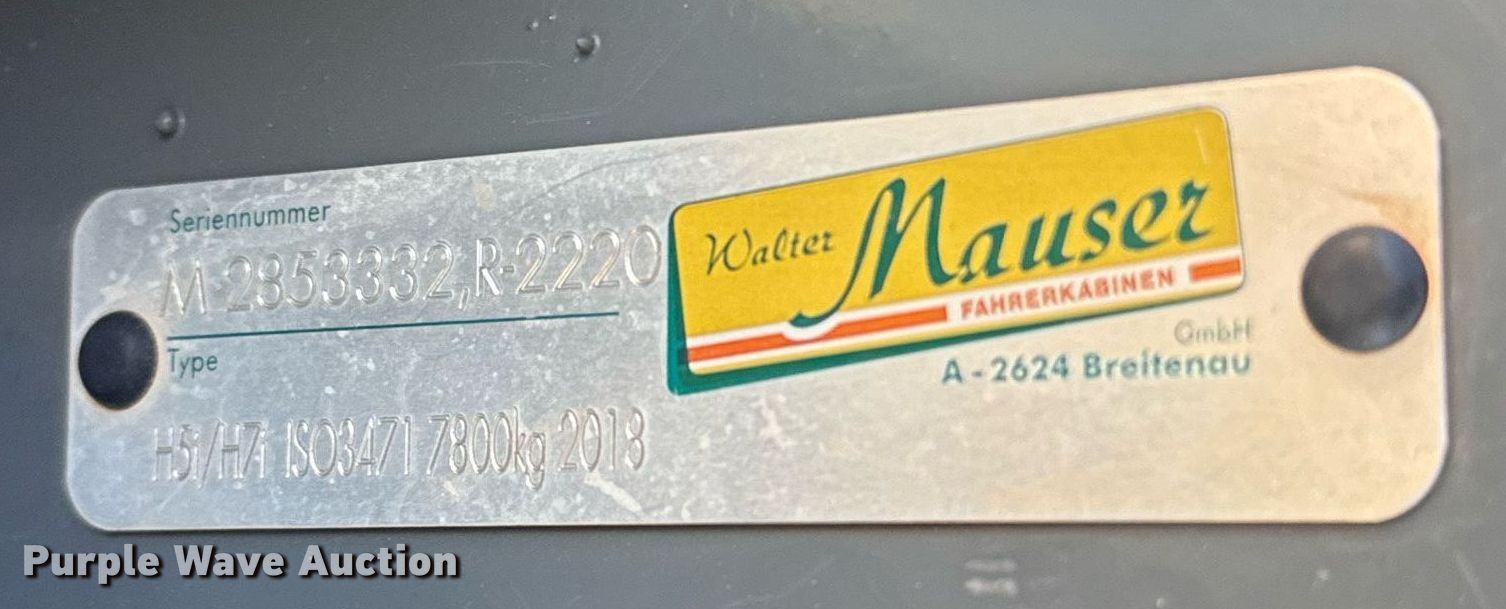 Seriennummer
M 2853332,R-2220
Type
H5i/H7i ISO3471 7800kg 2018
Walter Mauser
FAHRERKABINEN
GmbH
A-2624 Breitenau
Purple Wave Auction